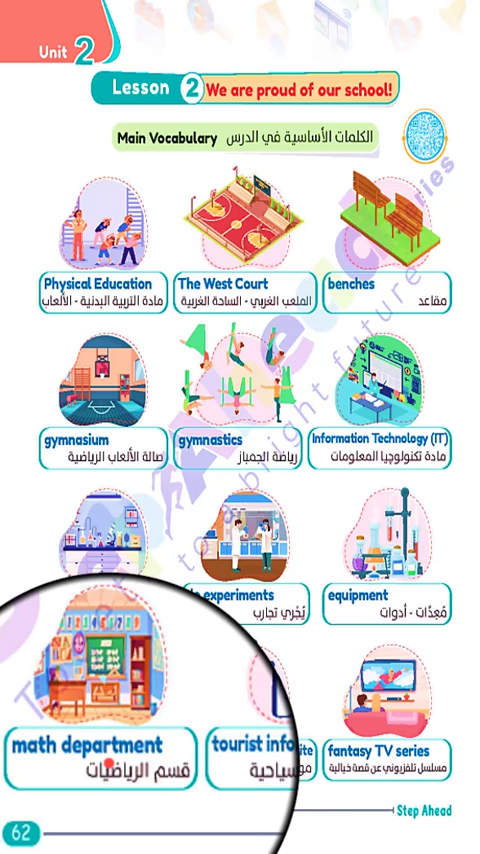 Unit 2
Lesson 2 We are proud of our school!
Main Vocabulary الكلمات الأساسية في الدرس
Physical Education
مادة التربية البدنية - الألعاب
The West Court
الملعب الغربي - الساحة الغربية
benches
مقاعد
gymnasium
صالة الألعاب الرياضية
gymnastics
رياضة الجمباز
Information Technology (IT)
مادة تكنولوجيا المعلومات
experiments
يُجْري تجارب
equipment
مُعِدَّات - أدوات
math department
قسم الرياضيات
tourist info
سياحية
fantasy TV series
مسلسل تلفزيوني عن قصة خيالية
Step Ahead
62